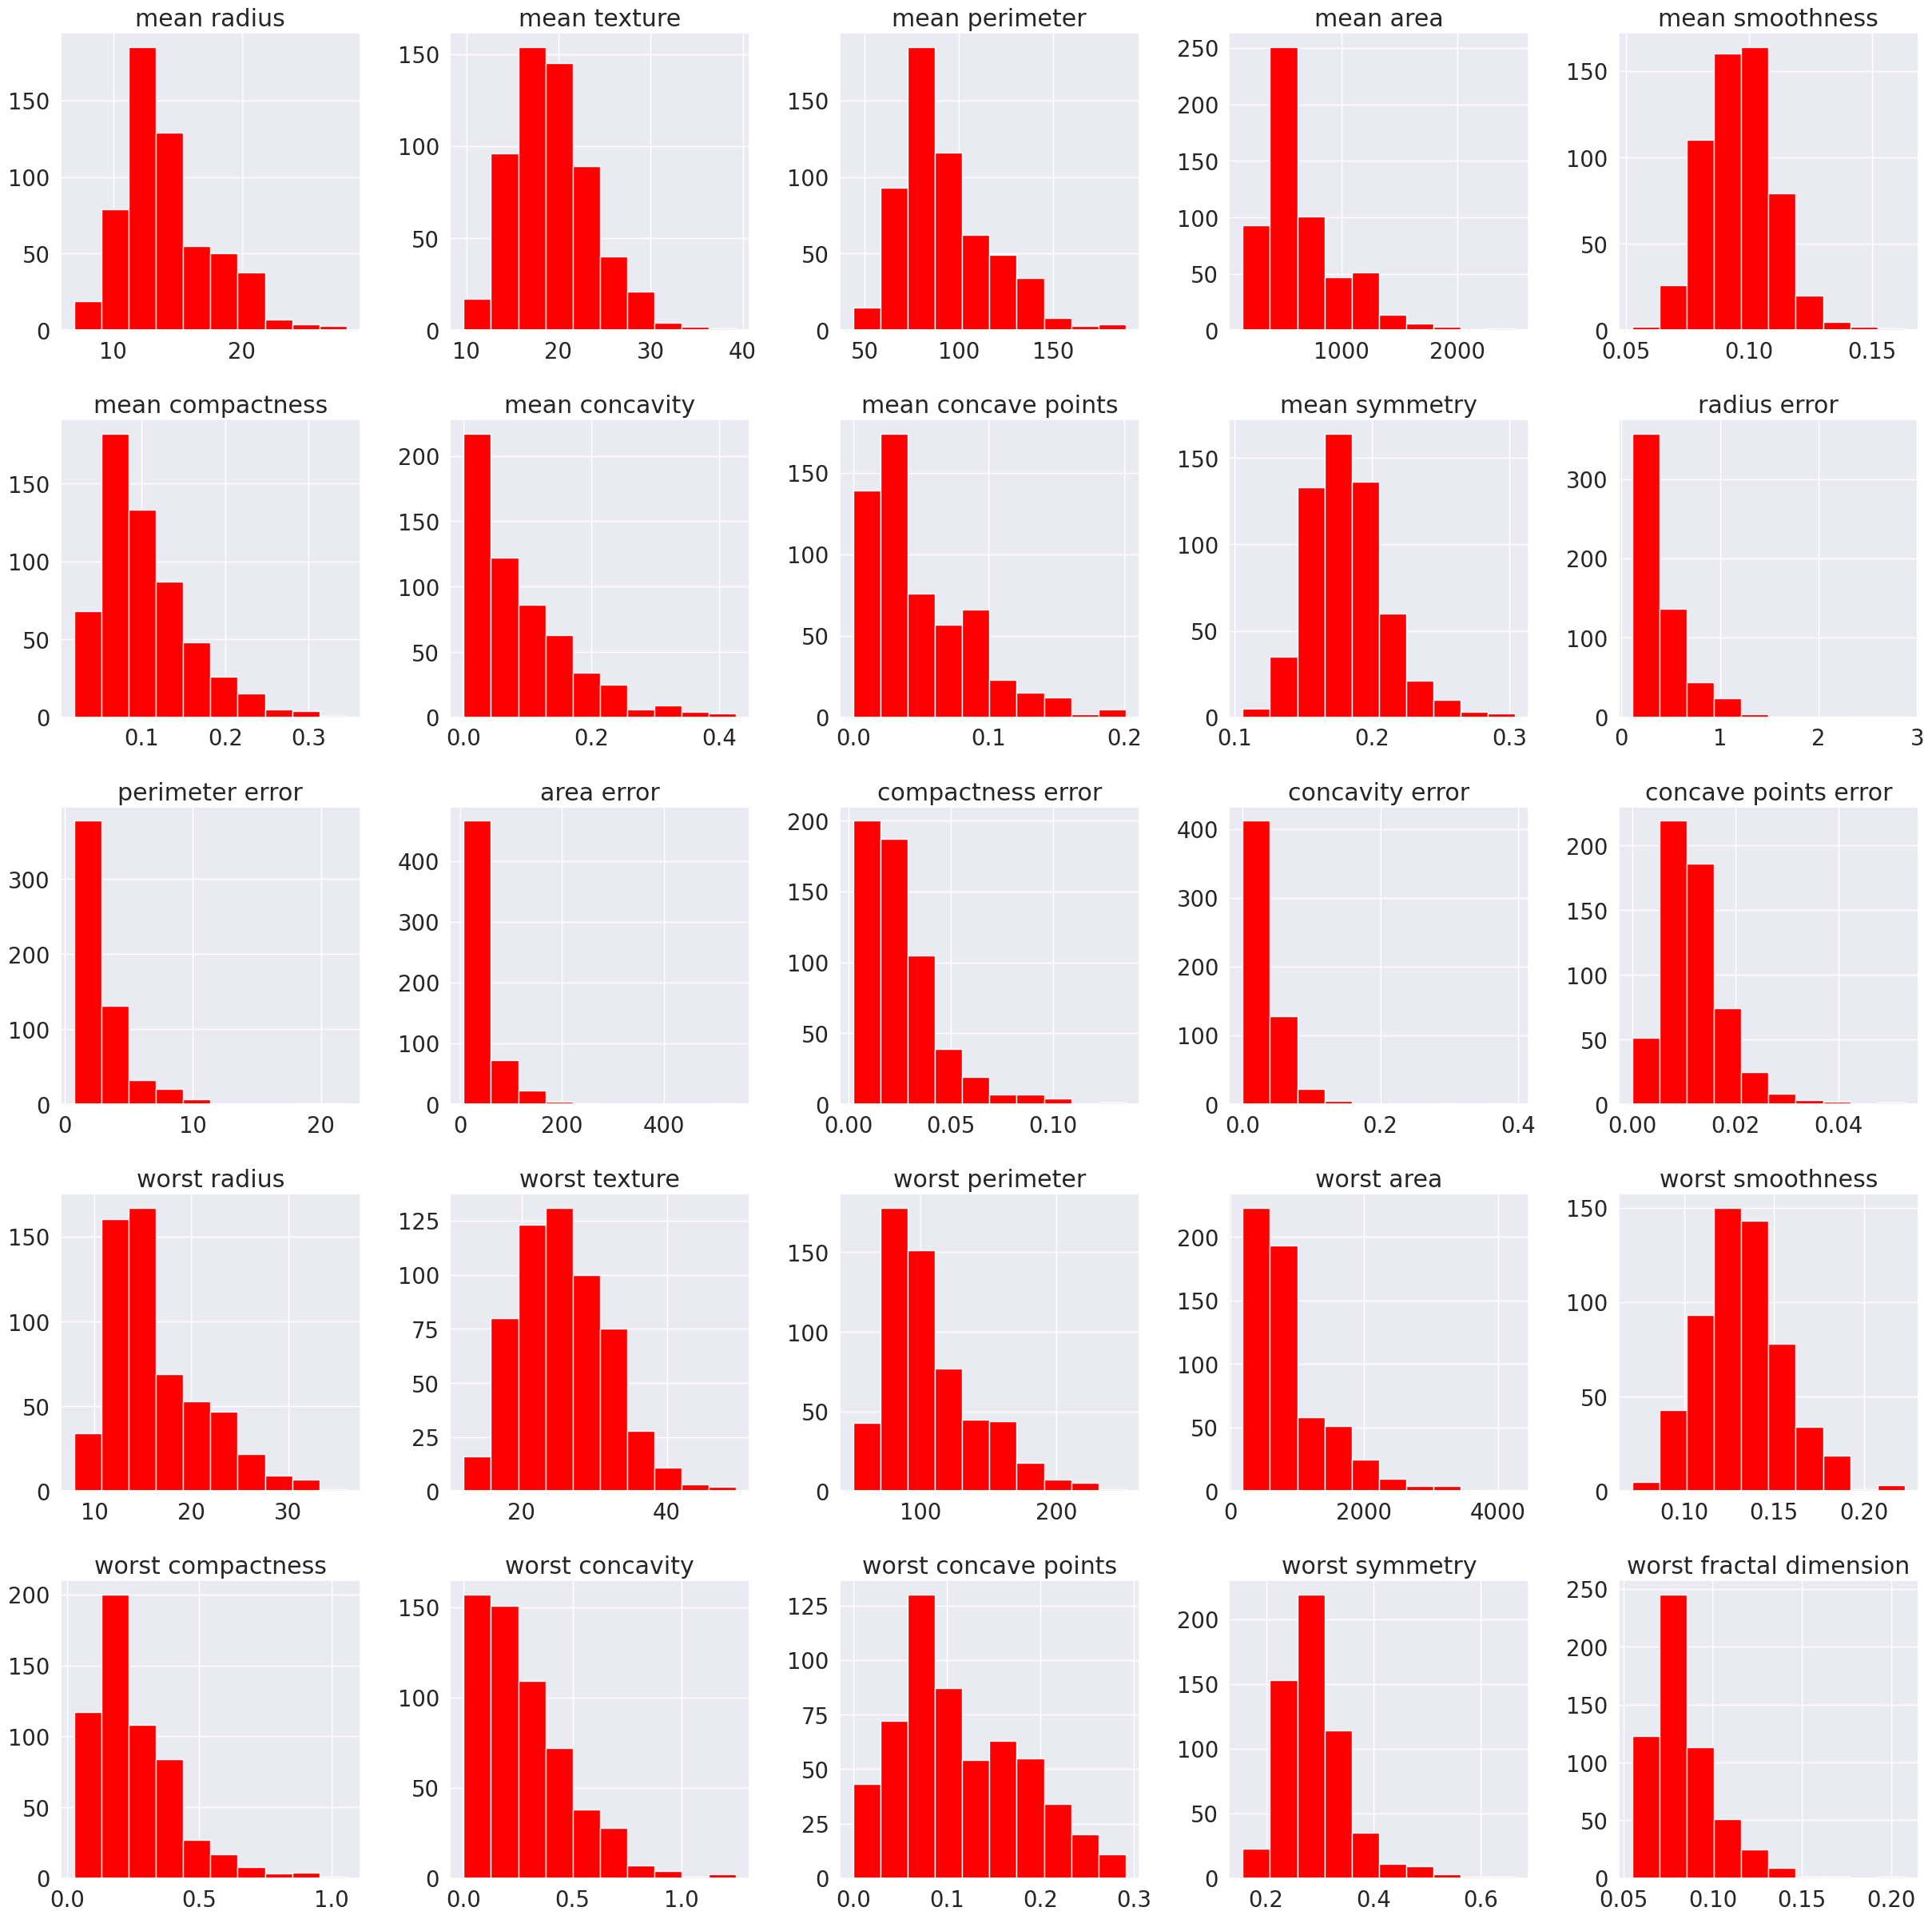 mean radius
150
100
50
0
10 20
mean texture
150
100
50
0
10 20 30 40
mean perimeter
150
100
50
0
50 100 150
mean area
250
200
150
100
50
0
1000 2000
mean smoothness
150
100
50
0
0.05 0.10 0.15
mean compactness
150
100
50
0
0.1 0.2 0.3
mean concavity
200
150
100
50
0
0.0 0.2 0.4
mean concave points
150
100
50
0
0.0 0.1 0.2
mean symmetry
150
100
50
0
0.1 0.2 0.3
radius error
300
200
100
0
0 1 2 3
perimeter error
300
200
100
0
0 10 20
area error
400
300
200
100
0
0 200 400
compactness error
200
150
100
50
0
0.00 0.05 0.10
concavity error
400
300
200
100
0
0.0 0.2 0.4
concave points error
200
150
100
50
0
0.00 0.02 0.04
worst radius
150
100
50
0
10 20 30
worst texture
125
100
75
50
25
0
20 40
worst perimeter
150
100
50
0
100 200
worst area
200
150
100
50
0
0 2000 4000
worst smoothness
150
100
50
0
0.10 0.15 0.20
worst compactness
200
150
100
50
0
0.0 0.5 1.0
worst concavity
150
100
50
0
0.0 0.5 1.0
worst concave points
125
100
75
50
25
0
0.0 0.1 0.2 0.3
worst symmetry
200
150
100
50
0
0.2 0.4 0.6
worst fractal dimension
250
200
150
100
50
0
0.05 0.10 0.15 0.20